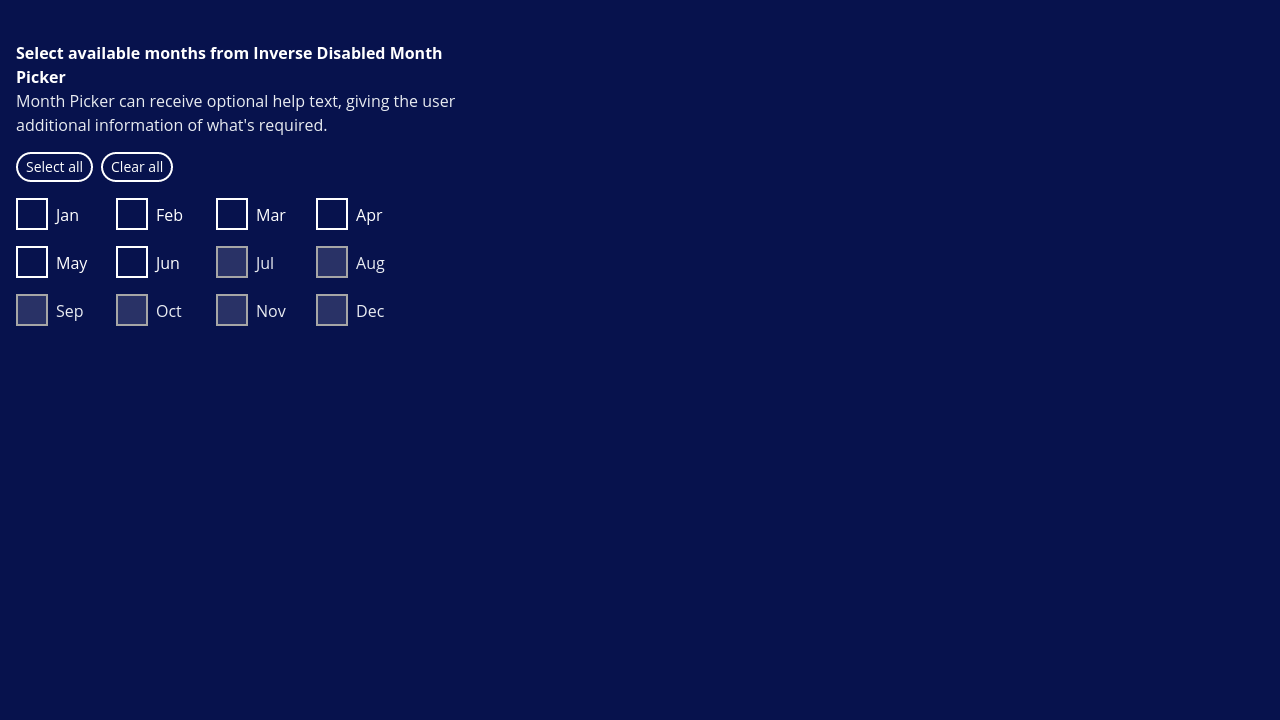 Select available months from Inverse Disabled Month
Picker
Month Picker can receive optional help text, giving the user
additional information of what's required.
Select all Clear all
Jan Feb Mar Apr
May Jun Jul Aug
Sep Oct Nov Dec